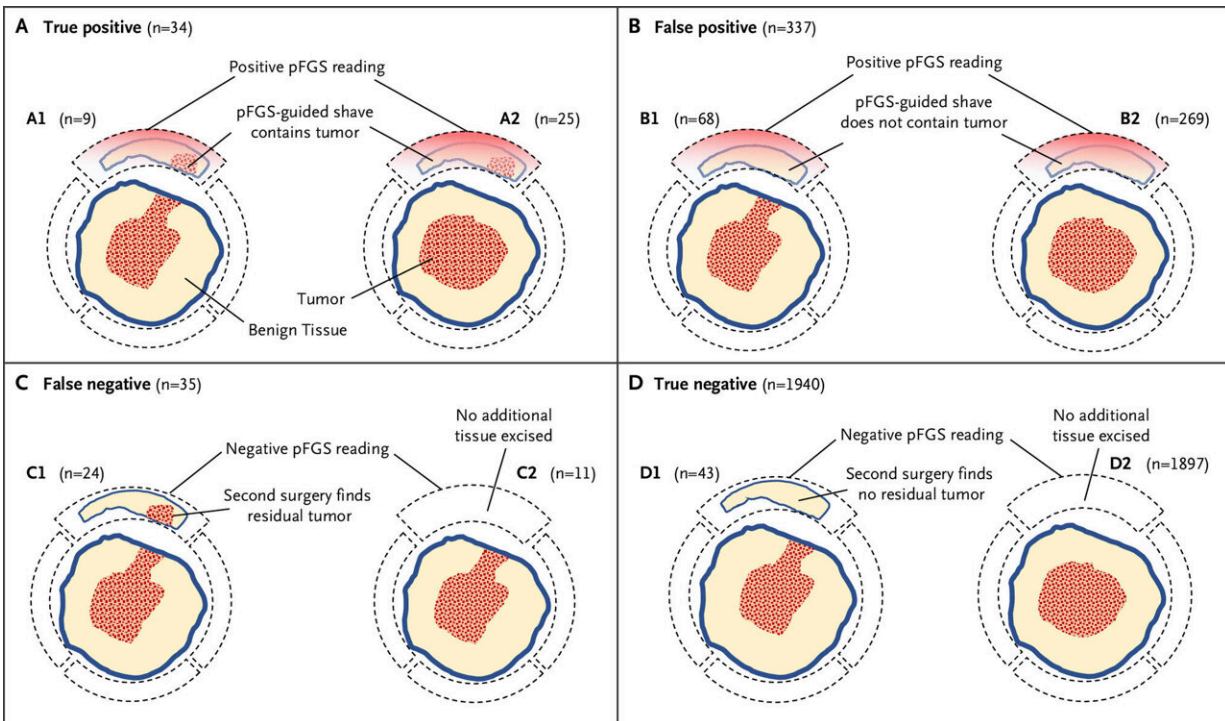 A True positive (n=34)
Positive pFGS reading
A1 (n=9)
pFGS-guided shave
contains tumor
A2 (n=25)
Tumor
Benign Tissue
B False positive (n=337)
Positive pFGS reading
B1 (n=68)
pFGS-guided shave
does not contain tumor
B2 (n=269)
C False negative (n=35)
No additional
tissue excised
Negative pFGS reading
C1 (n=24)
C2 (n=11)
Second surgery finds
residual tumor
D True negative (n=1940)
No additional
tissue excised
Negative pFGS reading
D1 (n=43)
D2 (n=1897)
Second surgery finds
no residual tumor